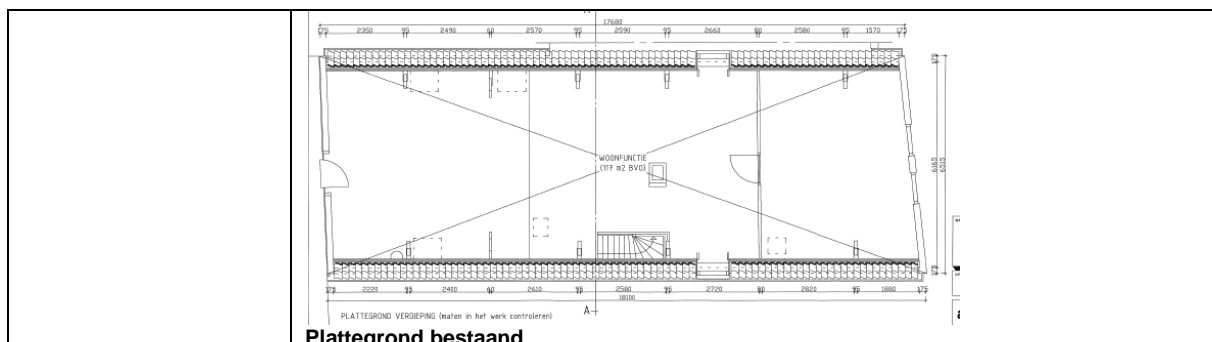 17680
175 2350 95 2490 60 2570 95 2590 95 2660 80 2580 95 1570 175
175
WOONFUNCTIE
(117 m2 BVO)
6165
6515
175
175 2220 95 2400 60 2610 95 2580 95 2720 80 2820 95 1880 175
18100
A
PLATTEGROND VERDIEPING (maten in het werk controleren)
Plattegrond bestaand